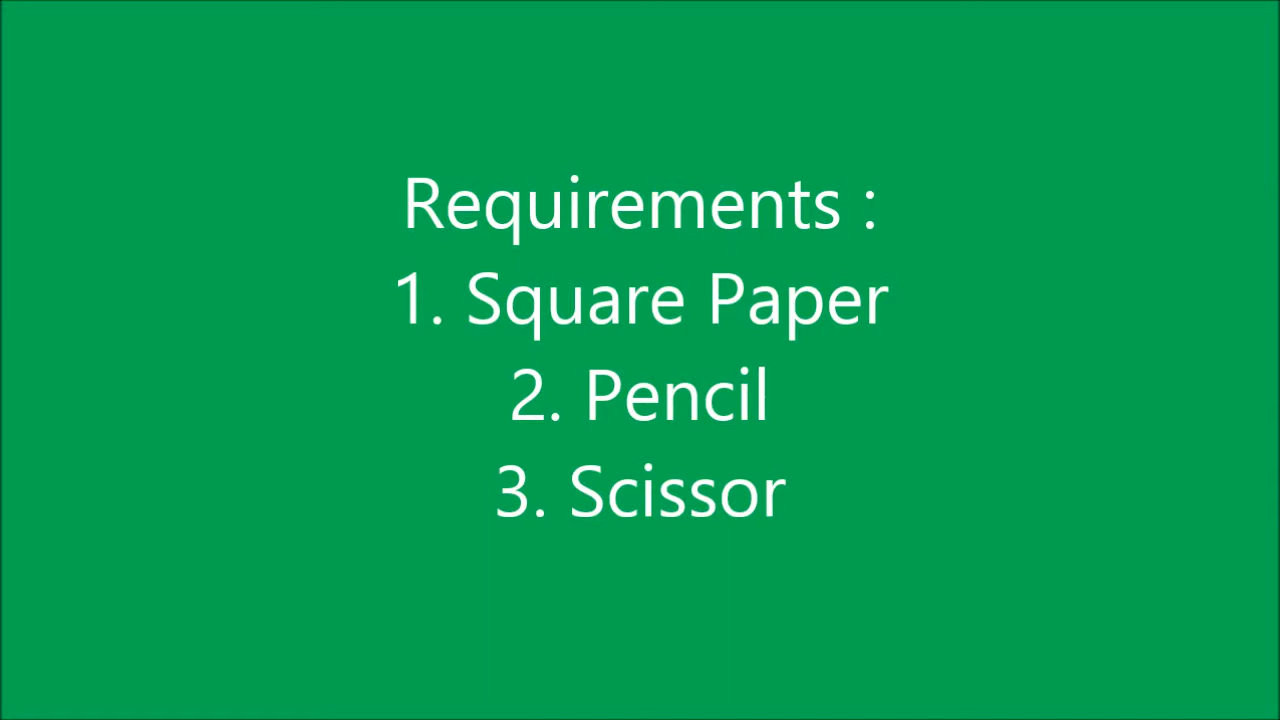 Requirements :
1. Square Paper
2. Pencil
3. Scissor